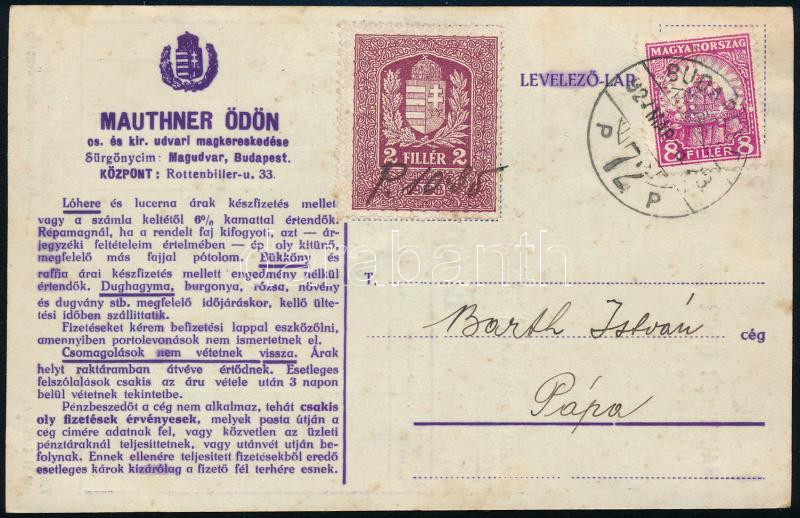 MAUTHNER ÖDÖN
cs. és kir. udvari magkereskedése
Sürgönycim: Magudvar, Budapest.
KÖZPONT: Rottenbiller-u. 33.
Lóhere és lucerna árak készfizetés mellet
vagy a számla keltétől 6% kamattal értendők.
Répamagnál, ha a rendelt faj kifogyott, azt — ár-
jegyzéki feltételeim értelmében — ép oly kitűnő,
megfelelő más fajjal pótolom. Bükköny és
raffia árai készfizetés mellett engedmény nélkül
értendők. Dughagyma, burgonya, rózsa, növény
és dugvány stb. megfelelő időjáráskor, kellő ülte-
tési időben szállíttatik.
Fizetéseket kérem befizetési lappal eszközölni,
amennyiben portolevonások nem ismertetnek el.
Csomagolások nem vétetnek vissza. Árak
helyt raktáramban átvéve értődnek. Esetleges
felszólalások csakis az áru vétele után 3 napon
belül vétetnek tekintetbe.
Pénzbeszedőt a cég nem alkalmaz, tehát csakis
oly fizetések érvényesek, melyek posta útján a
cég címére adatnak fel, vagy közvetlen az üzleti
pénztáraknál teljesíttetnek, vagy utánvét utján be-
folynak. Ennek ellenére teljesített fizetésekből eredő
esetleges károk kizárólag a fizető fél terhére esnek.
2 FILLÉR 2
LEVELEZŐ-LAP
MAGYARORSZÁG
8 FILLÉR 8
P 72 P
darabanth
T.
Barth István
cég
Pápa